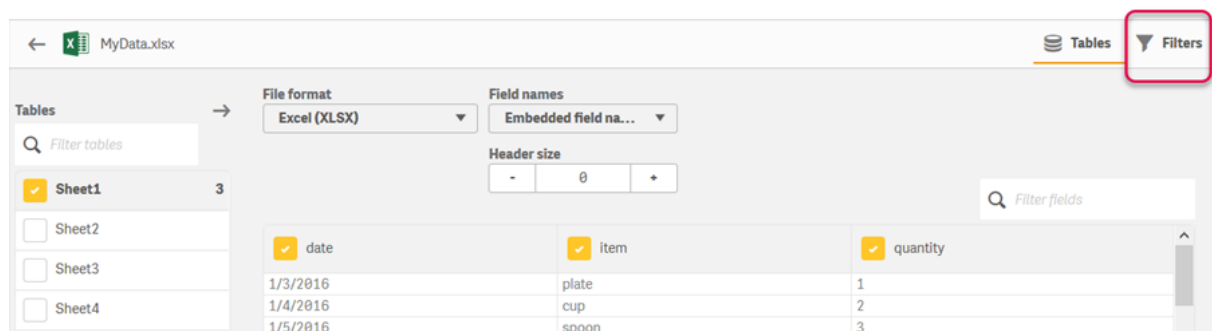 MyData.xlsx
Tables
Filters
Tables
Filter tables
Sheet1 3
Sheet2
Sheet3
Sheet4
File format
Excel (XLSX)
Field names
Embedded field na...
Header size
- 0 +
Filter fields
date item quantity
1/3/2016 plate 1
1/4/2016 cup 2
1/5/2016 spoon 3